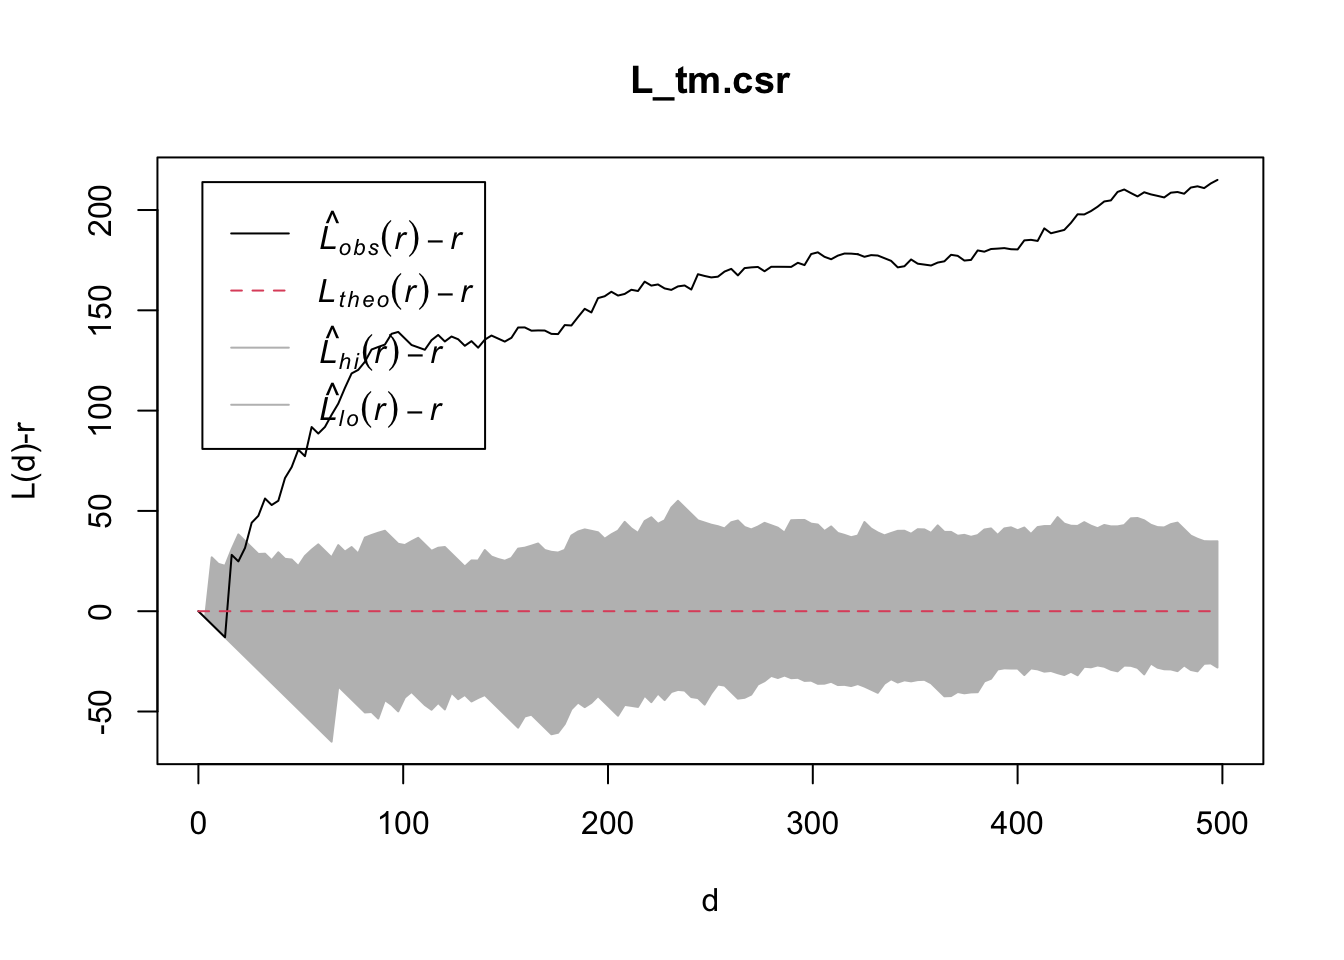 L_tm.csr
L(d)-r
200
150
100
50
0
-50
L̂obs(r) − r
Ltheo(r) − r
L̂hi(r) − r
L̂lo(r) − r
0 100 200 300 400 500
d